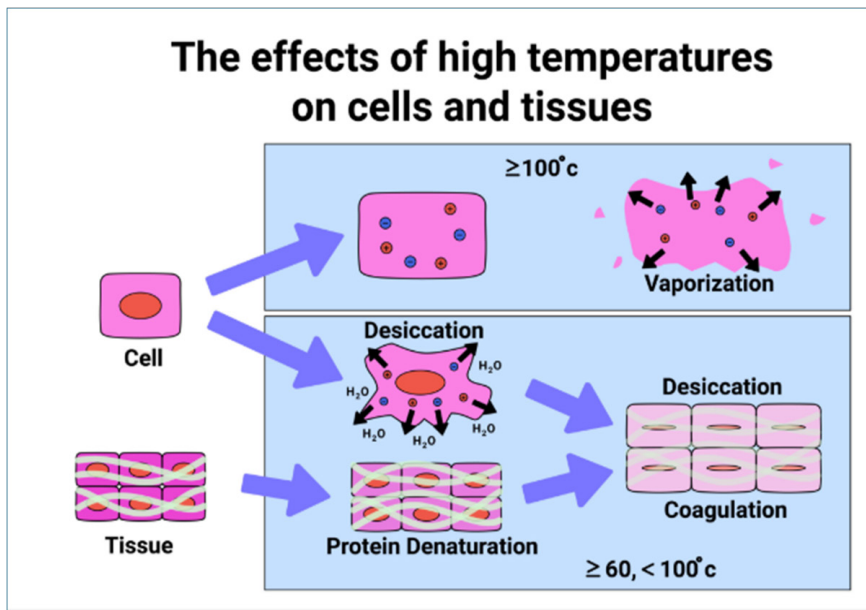 The effects of high temperatures
on cells and tissues
≥100°c
Vaporization
Cell
Desiccation
H₂O
H₂O
H₂O
H₂O
H₂O
Desiccation
Coagulation
Tissue
Protein Denaturation
≥ 60, < 100°c